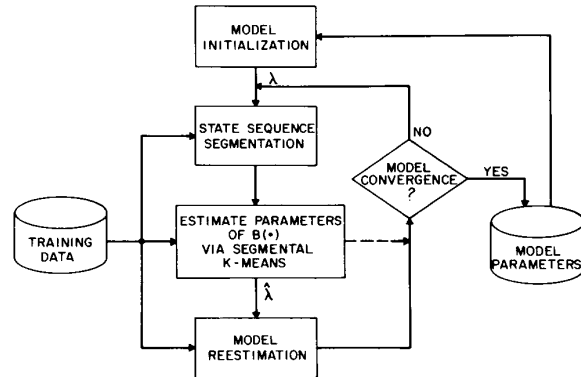 MODEL
INITIALIZATION
λ
STATE SEQUENCE
SEGMENTATION
NO
MODEL
CONVERGENCE
?
YES
TRAINING
DATA
ESTIMATE PARAMETERS
OF B(•)
VIA SEGMENTAL
K-MEANS
MODEL
PARAMETERS
λ̂
MODEL
REESTIMATION